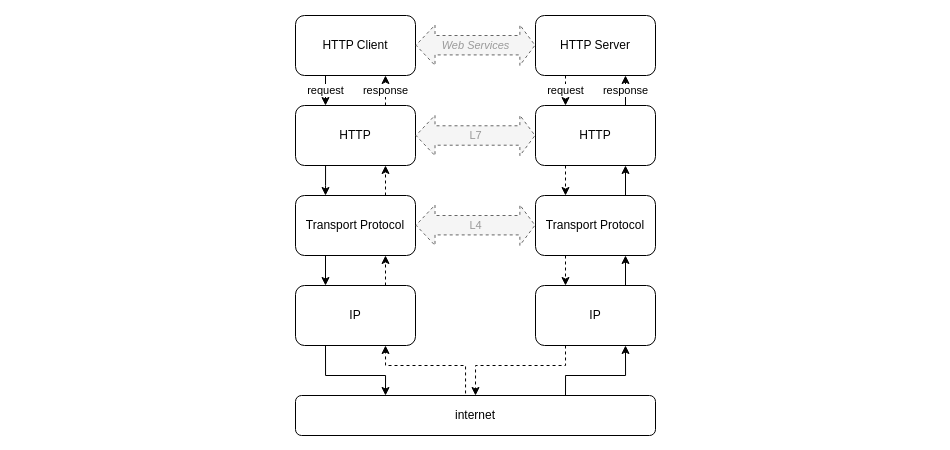 HTTP Client
Web Services
HTTP Server
request
response
request
response
HTTP
L7
HTTP
Transport Protocol
L4
Transport Protocol
IP
IP
internet